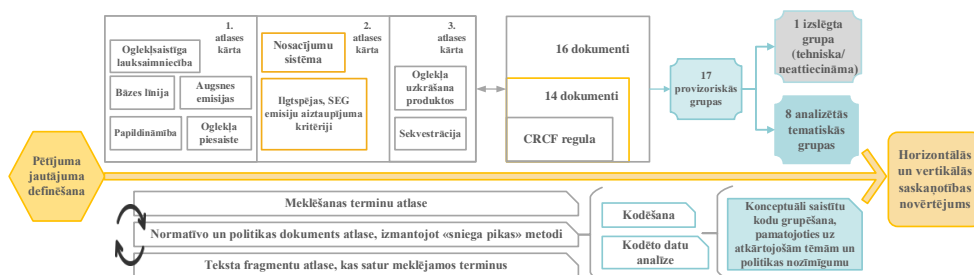 1.
atlases
kārta
Oglekļsaistīga
lauksaimniecība
Bāzes līnija
Augsnes
emisijas
Papildināmība
Oglekļa
piesaiste
2.
atlases
kārta
Nosacījumu
sistēma
Ilgtspējas, SEG
emisiju aiztaupījuma
kritēriji
3.
atlases
kārta
Oglekļa
uzkrāšana
produktos
Sekvestrācija
16 dokumenti
14 dokumenti
CRCF regula
17
provizoriskās
grupas
1 izslēgta
grupa
(tehniska/
neattiecināma)
8 analizētās
tematiskās
grupas
Pētījuma
jautājuma
definēšana
Horizontālās
un vertikālās
saskaņotības
novērtējums
Meklēšanas terminu atlase
Normatīvo un politikas dokuments atlase, izmantojot «sniega pikas» metodi
Teksta fragmentu atlase, kas satur meklējamos terminus
Kodēšana
Kodēto datu
analīze
Konceptuāli saistītu
kodu grupēšana,
pamatojoties uz
atkārtojošām tēmām un
politikas nozīmīgumu